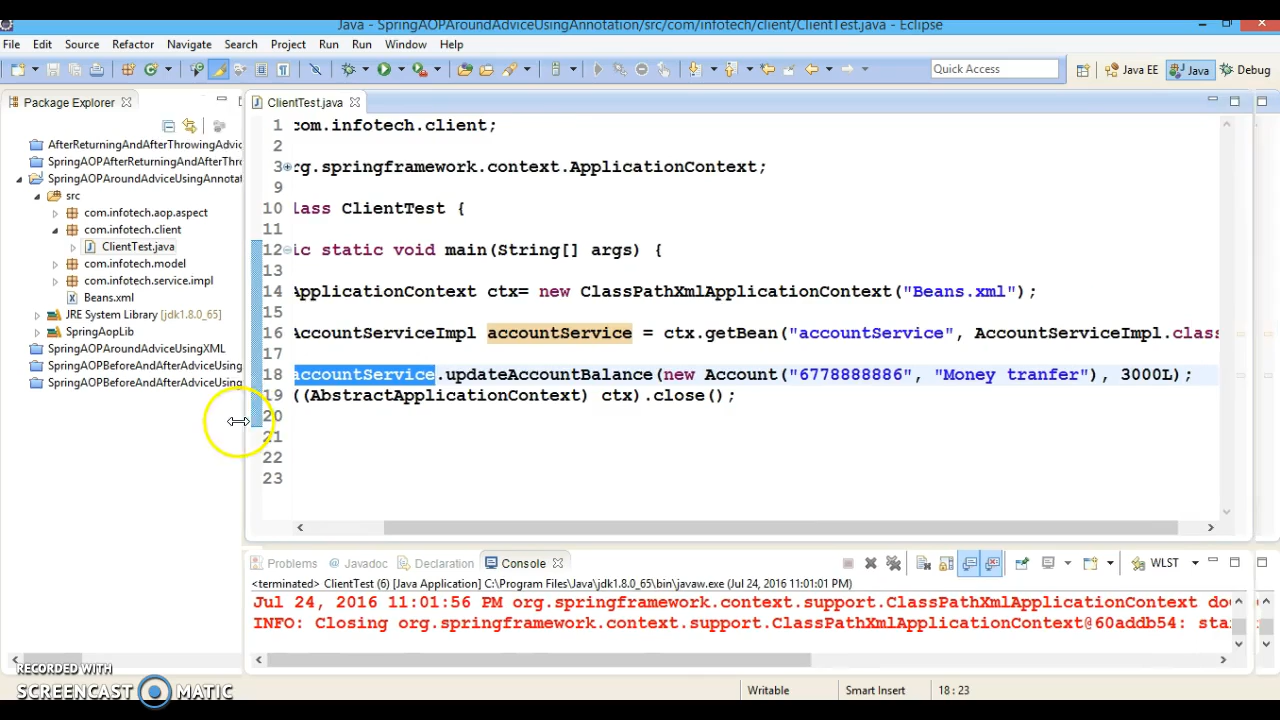 Java - SpringAOPAroundAdviceUsingAnnotation/src/com/infotech/client/ClientTest.java - Eclipse
File Edit Source Refactor Navigate Search Project Run Run Window Help
Quick Access Java EE Java Debug
Package Explorer
AfterReturningAndAfterThrowingAdvic
SpringAOPAfterReturningAndAfterThro
SpringAOPAroundAdviceUsingAnnotat
src
com.infotech.aop.aspect
com.infotech.client
ClientTest.java
com.infotech.model
com.infotech.service.impl
Beans.xml
JRE System Library [jdk1.8.0_65]
SpringAopLib
SpringAOPAroundAdviceUsingXML
SpringAOPBeforeAndAfterAdviceUsing
SpringAOPBeforeAndAfterAdviceUsing
ClientTest.java
1 com.infotech.client;
2
3 rg.springframework.context.ApplicationContext;
9
10 lass ClientTest {
11
12 ic static void main(String[] args) {
13
14 ApplicationContext ctx= new ClassPathXmlApplicationContext("Beans.xml");
15
16 AccountServiceImpl accountService = ctx.getBean("accountService", AccountServiceImpl.class
17
18 accountService.updateAccountBalance(new Account("6778888886", "Money tranfer"), 3000L);
19 ((AbstractApplicationContext) ctx).close();
20
21
22
23
Problems Javadoc Declaration Console WLST
<terminated> ClientTest (6) [Java Application] C:\Program Files\Java\jdk1.8.0_65\bin\javaw.exe (Jul 24, 2016 11:01:01 PM)
Jul 24, 2016 11:01:56 PM org.springframework.context.support.ClassPathXmlApplicationContext do
INFO: Closing org.springframework.context.support.ClassPathXmlApplicationContext@60addb54: sta
RECORDED WITH
SCREENCAST MATIC
Writable Smart Insert 18 : 23